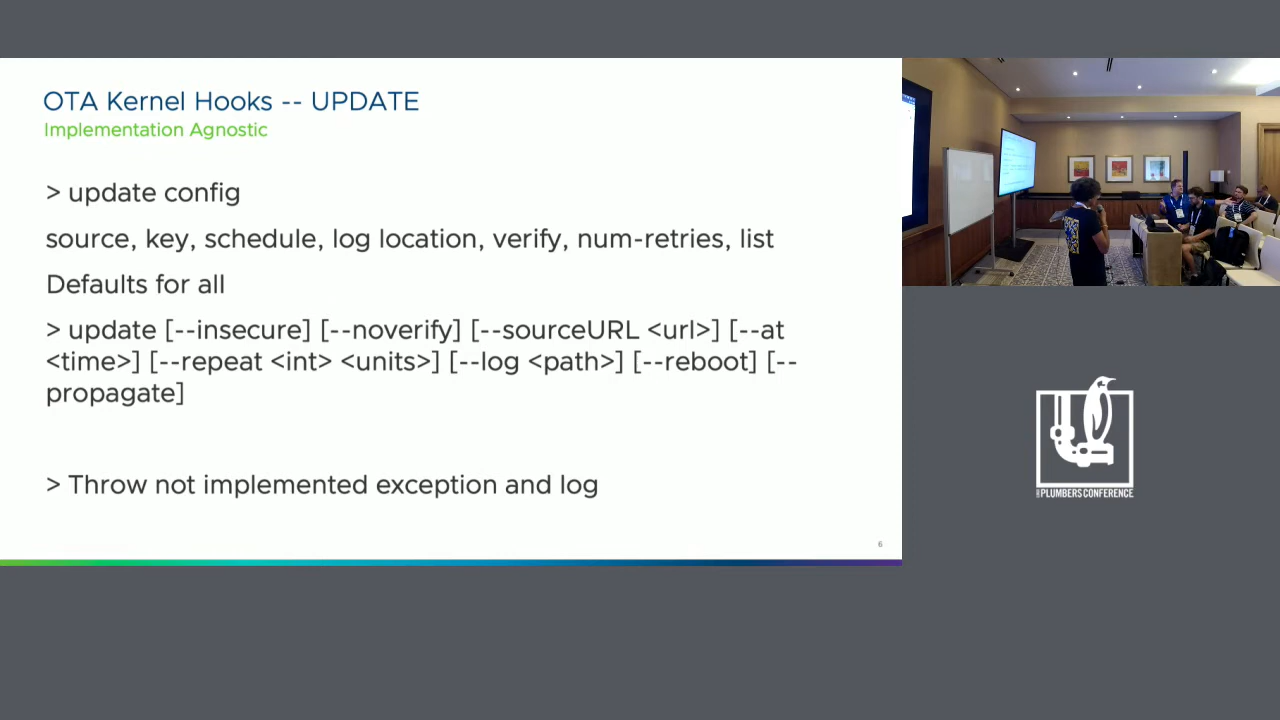 OTA Kernel Hooks -- UPDATE
Implementation Agnostic
> update config
source, key, schedule, log location, verify, num-retries, list
Defaults for all
> update [--insecure] [--noverify] [--sourceURL <url>] [--at
<time>] [--repeat <int> <units>] [--log <path>] [--reboot] [--
propagate]
> Throw not implemented exception and log
6
PLUMBERS CONFERENCE